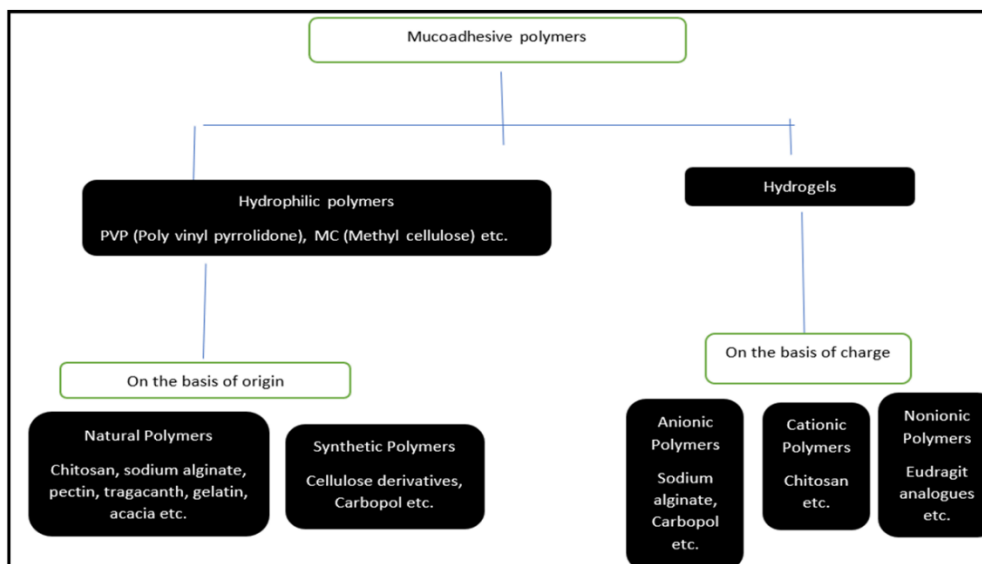 Mucoadhesive polymers
Hydrophilic polymers
PVP (Poly vinyl pyrrolidone), MC (Methyl cellulose) etc.
Hydrogels
On the basis of origin
Natural Polymers
Chitosan, sodium alginate,
pectin, tragacanth, gelatin,
acacia etc.
Synthetic Polymers
Cellulose derivatives,
Carbopol etc.
On the basis of charge
Anionic
Polymers
Sodium
alginate,
Carbopol
etc.
Cationic
Polymers
Chitosan etc.
Nonionic
Polymers
Eudragit
analogues
etc.